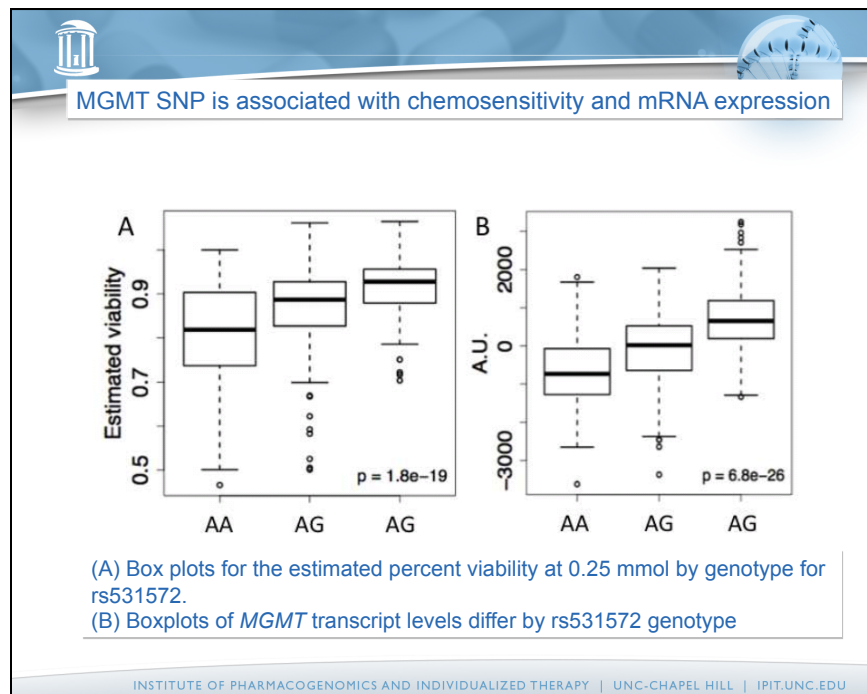 MGMT SNP is associated with chemosensitivity and mRNA expression
A
Estimated viability
0.9
0.7
0.5
p = 1.8e−19
AA AG AG
B
A.U.
2000
0
−3000
p = 6.8e−26
AA AG AG
(A) Box plots for the estimated percent viability at 0.25 mmol by genotype for
rs531572.
(B) Boxplots of MGMT transcript levels differ by rs531572 genotype
INSTITUTE OF PHARMACOGENOMICS AND INDIVIDUALIZED THERAPY | UNC-CHAPEL HILL | IPIT.UNC.EDU